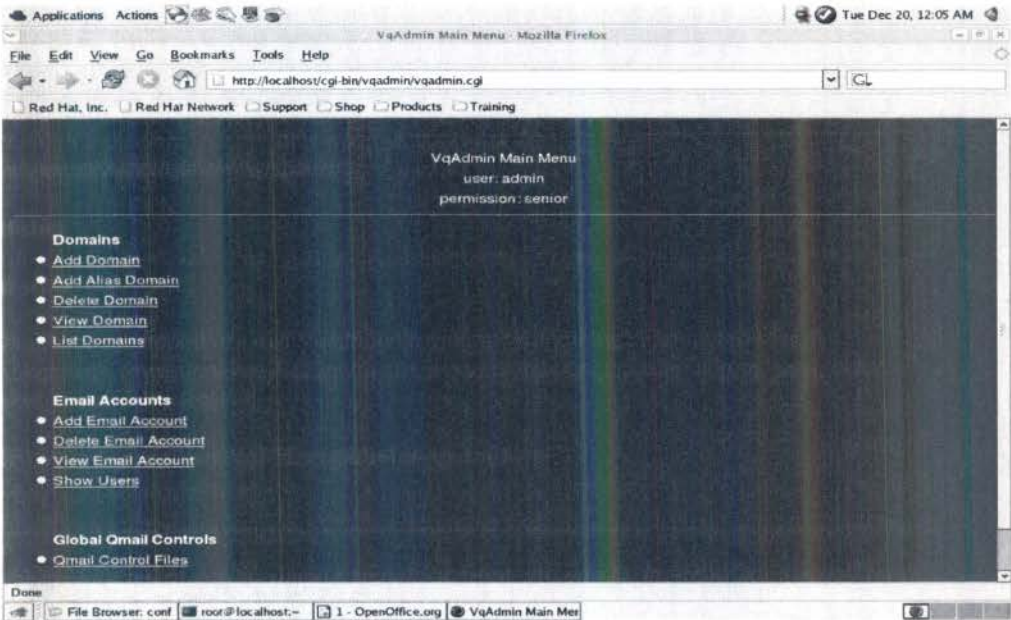 Applications Actions Tue Dec 20, 12:05 AM
VqAdmin Main Menu - Mozilla Firefox
File Edit View Go Bookmarks Tools Help
http://localhost/cgi-bin/vqadmin/vqadmin.cgi
Red Hat, Inc. Red Hat Network Support Shop Products Training
VqAdmin Main Menu
user: admin
permission: senior
Domains
Add Domain
Add Alias Domain
Delete Domain
View Domain
List Domains
Email Accounts
Add Email Account
Delete Email Account
View Email Account
Show Users
Global Qmail Controls
Qmail Control Files
Done
File Browser: conf root@localhost:~ 1 - OpenOffice.org VqAdmin Main Mer